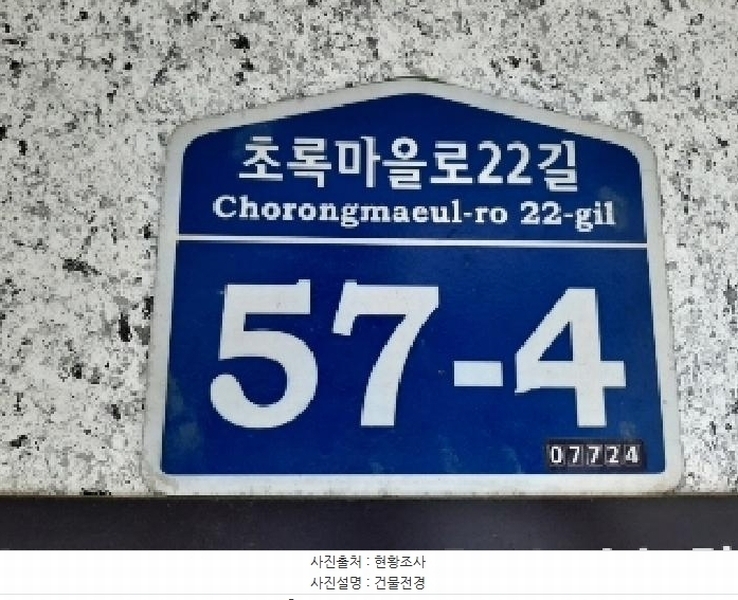 초록마을로22길
Chorongmaeul-ro 22-gil
57-4
07724
사진출처 : 현황조사
사진설명 : 건물전경